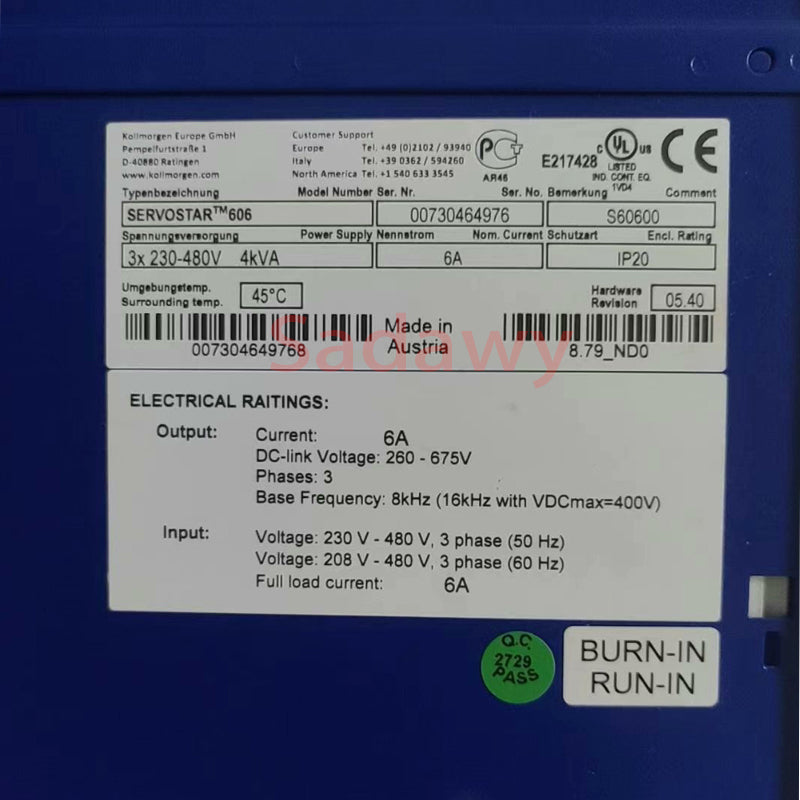 Kollmorgen Europe GmbH
Pempelfurtstraße 1
D-40880 Ratingen
www.kollmorgen.com
Customer Support
Europe Tel. +49 (0)2102 / 93940
Italy Tel. +39 0362 / 594260
North America Tel. +1 540 633 3545
PCT
AR46
E217428
C UL US
LISTED
IND. CONT. EQ.
1VD4
CE
Typenbezeichnung Model Number Ser. Nr. Ser. No. Bemerkung Comment
SERVOSTAR™606 00730464976 S60600
Spannungsversorgung Power Supply Nennstrom Nom. Current Schutzart Encl. Rating
3x 230-480V 4kVA 6A IP20
Umgebungstemp.
Surrounding temp. 45°C
Hardware
Revision 05.40
007304649768
Made in
Austria
8.79_ND0
Sadawy
ELECTRICAL RAITINGS:
Output: Current: 6A
DC-link Voltage: 260 - 675V
Phases: 3
Base Frequency: 8kHz (16kHz with VDCmax=400V)
Input: Voltage: 230 V - 480 V, 3 phase (50 Hz)
Voltage: 208 V - 480 V, 3 phase (60 Hz)
Full load current: 6A
Q.C.
2729
PASS
BURN-IN
RUN-IN